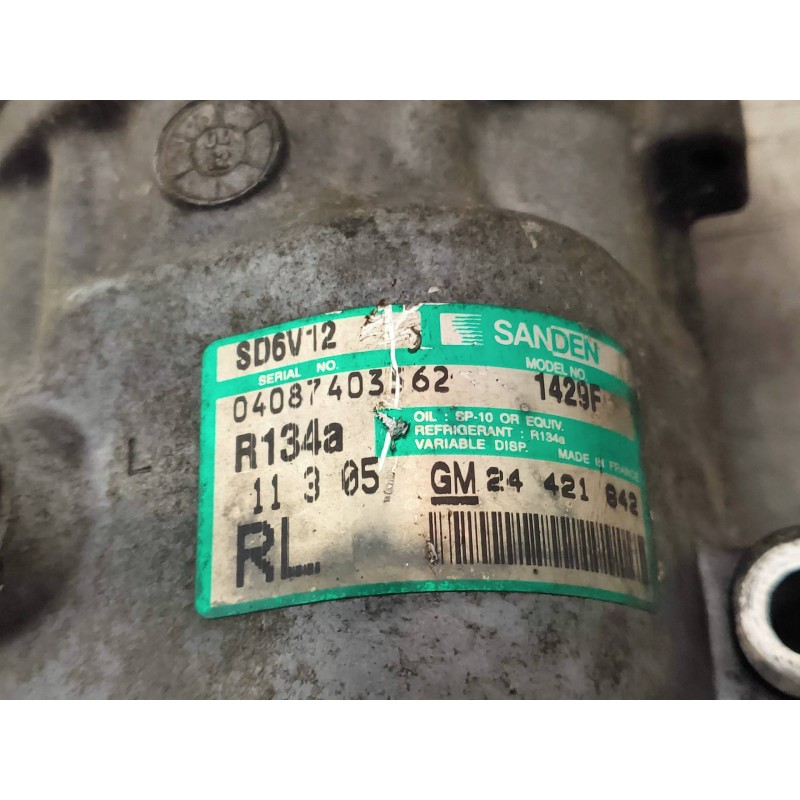 SD6V12
SANDEN
SERIAL NO.
MODEL NO.
1429F
R134a
OIL : SP-10 OR EQUIV.
REFRIGERANT : R134a
VARIABLE DISP.
MADE IN FRANCE
11 3 05
GM 24 421 642
RL
L